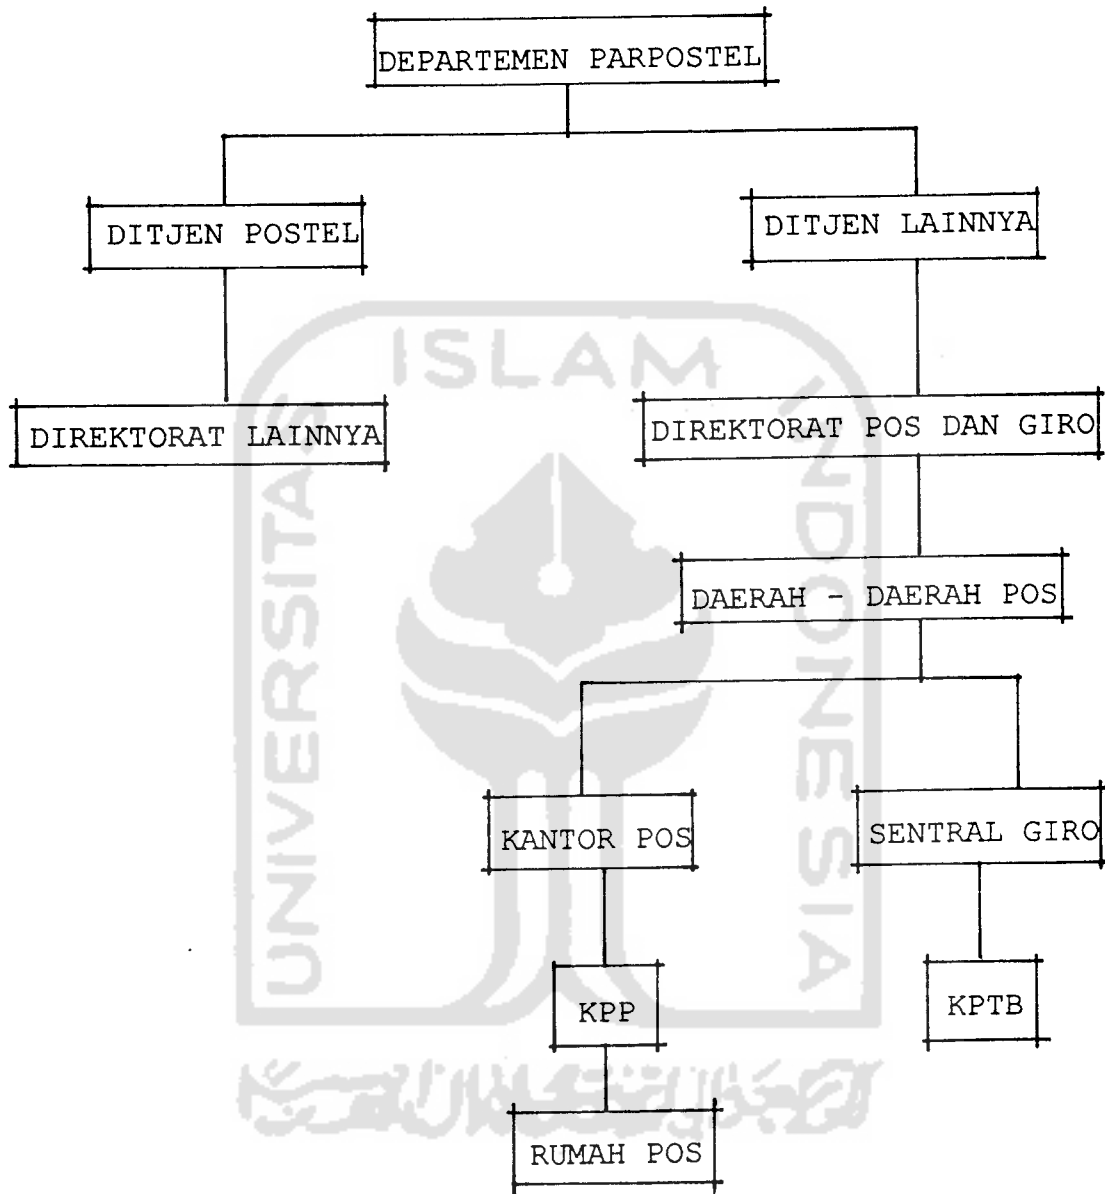 DEPARTEMEN PARPOSTEL
DITJEN POSTEL
DITJEN LAINNYA
DIREKTORAT LAINNYA
DIREKTORAT POS DAN GIRO
DAERAH - DAERAH POS
KANTOR POS
SENTRAL GIRO
KPP
KPTB
RUMAH POS
UNIVERSITAS
ISLAM
INDONESIA